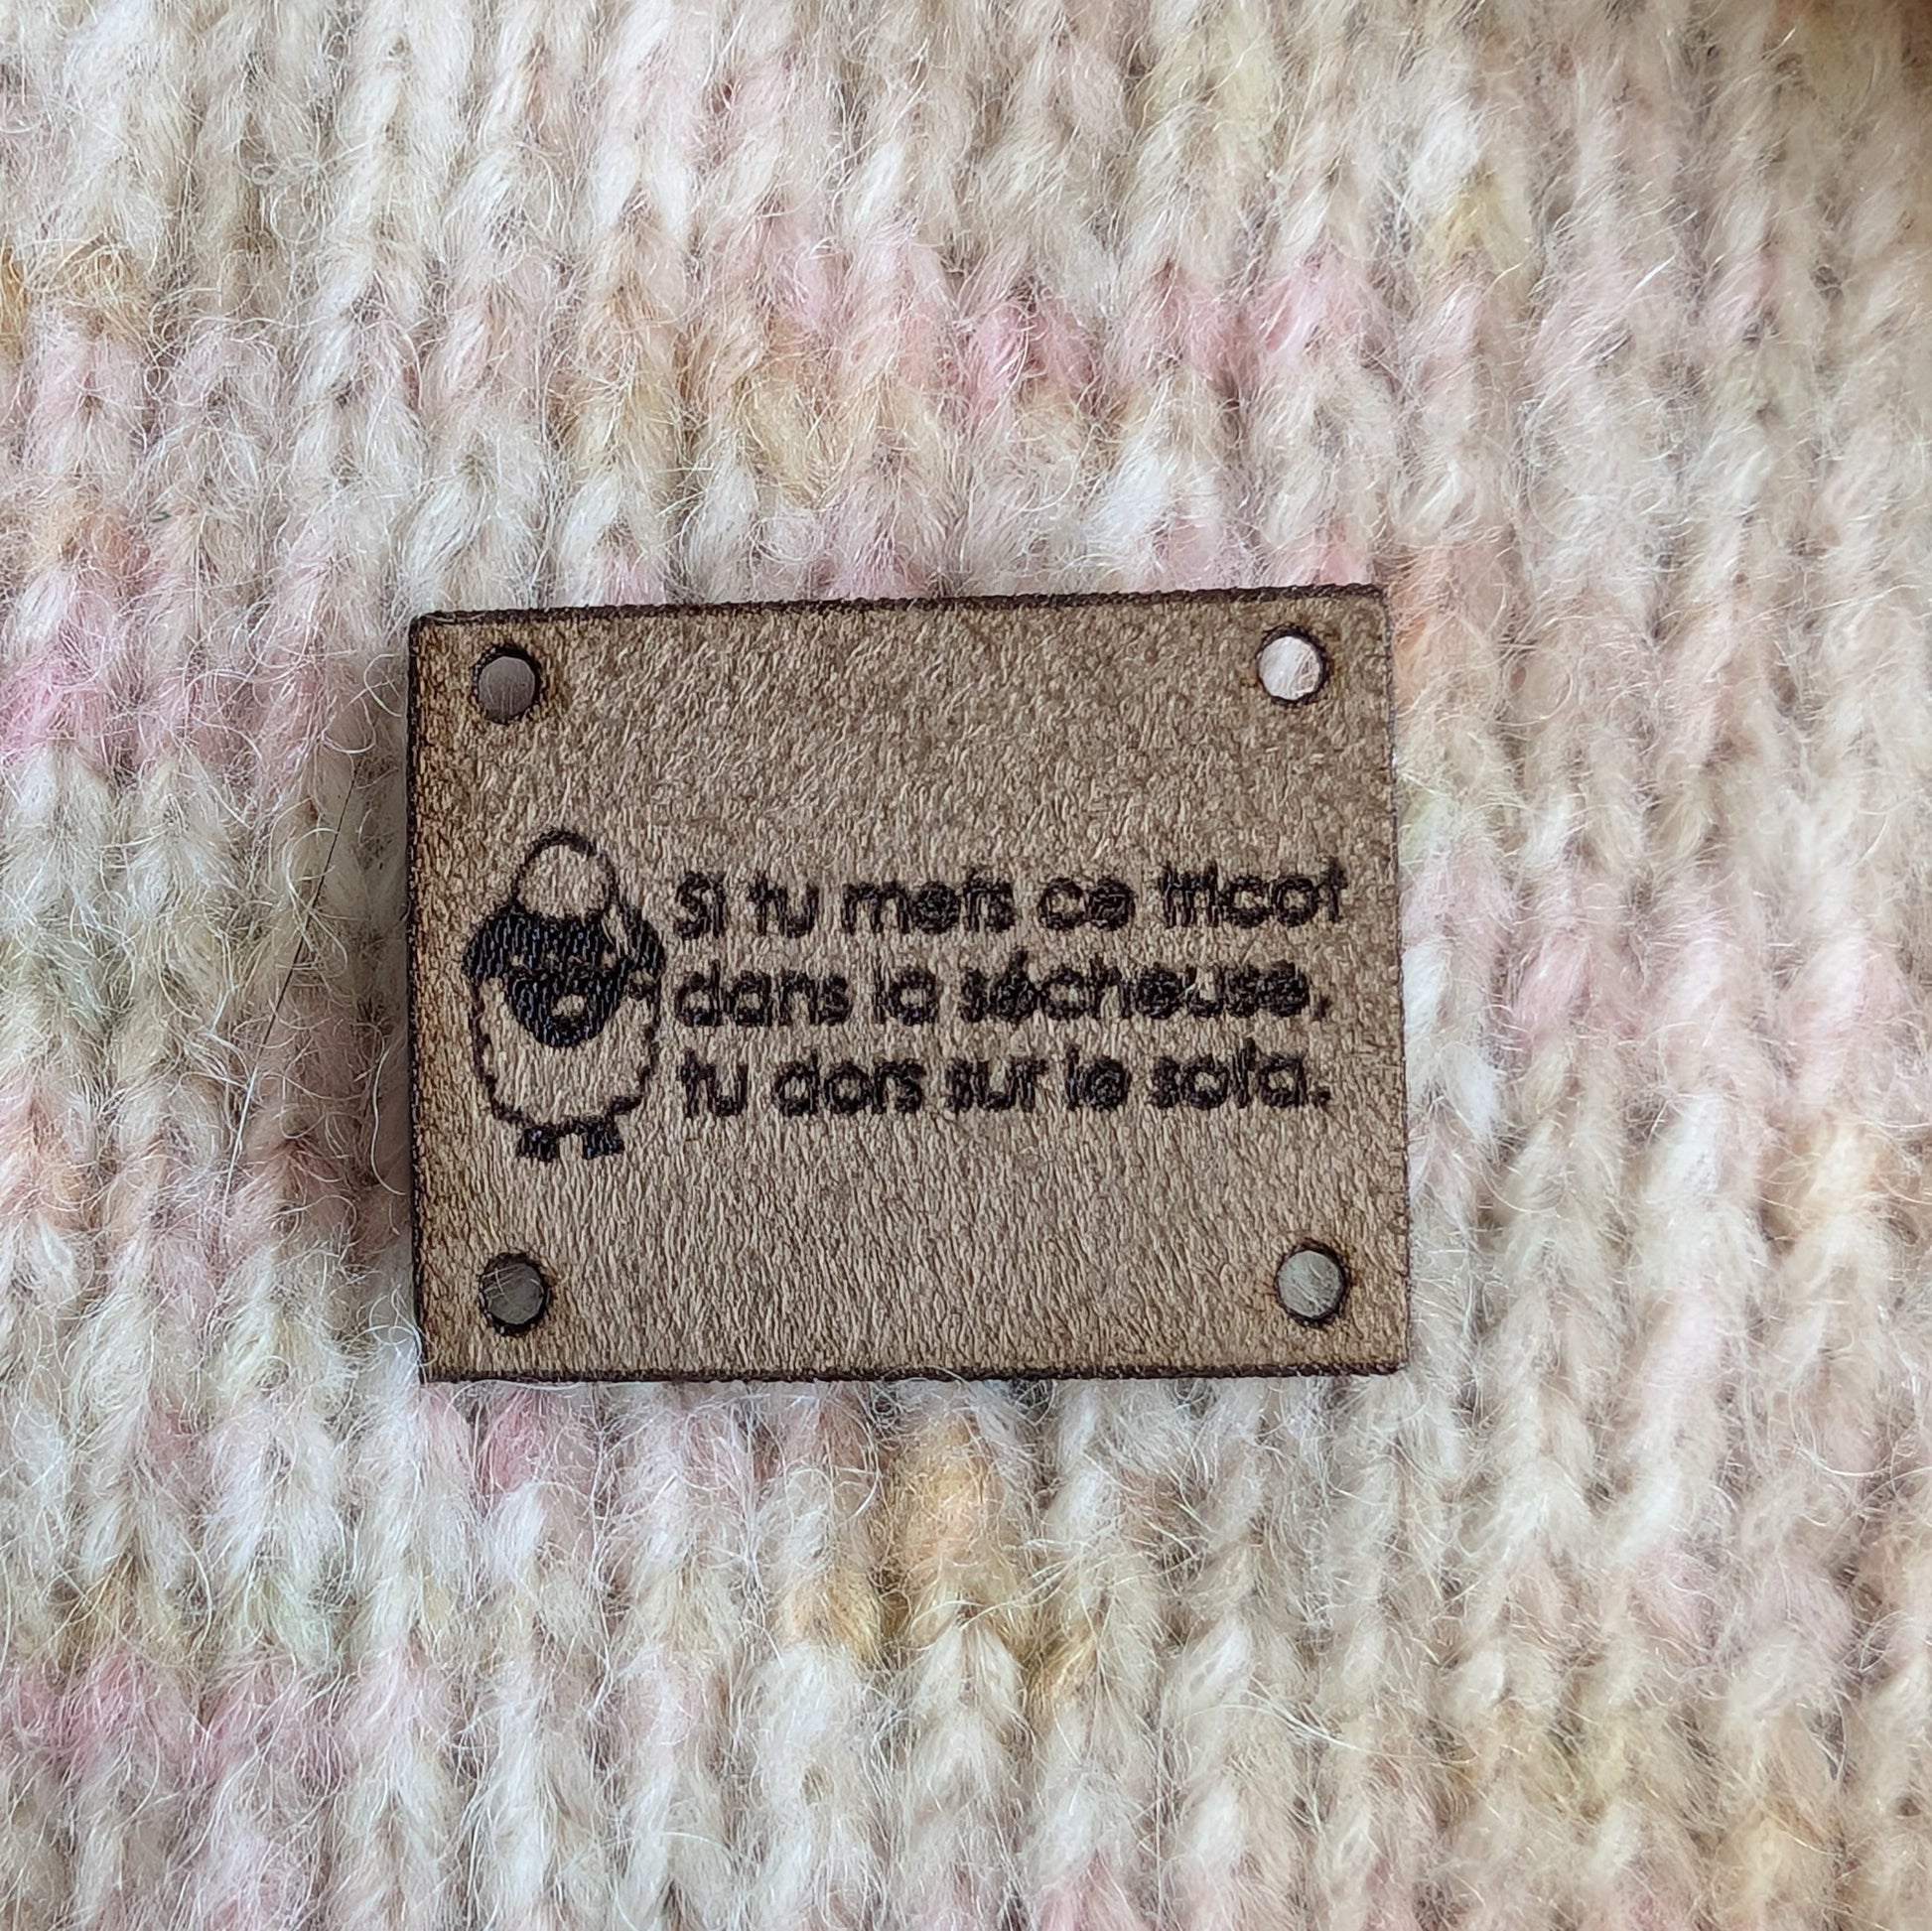 Si tu mets ce tricot
dans la sécheuse,
tu dors sur le sofa.